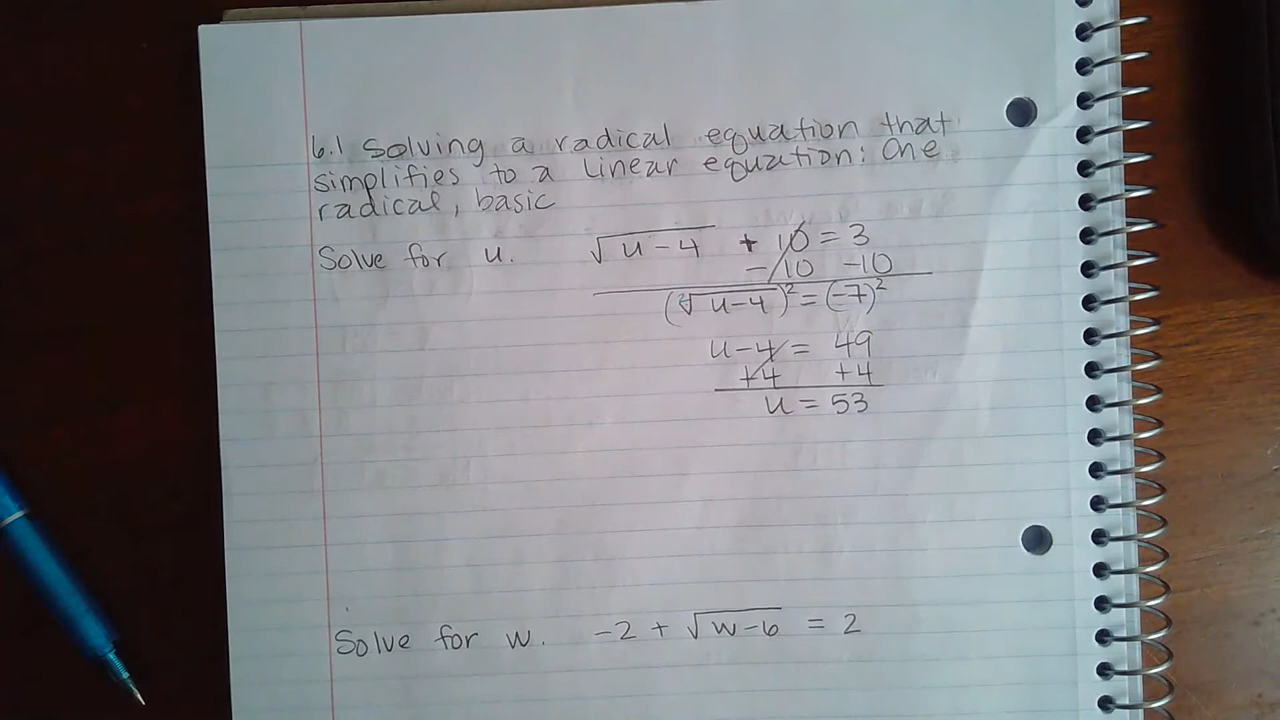 6.1 Solving a radical equation that
simplifies to a linear equation: One
radical, basic
Solve for u. √u-4 + 10 = 3
-10 -10
(²√u-4)² = (-7)²
u-4 = 49
+4 +4
u = 53
Solve for w. -2 + √w-6 = 2